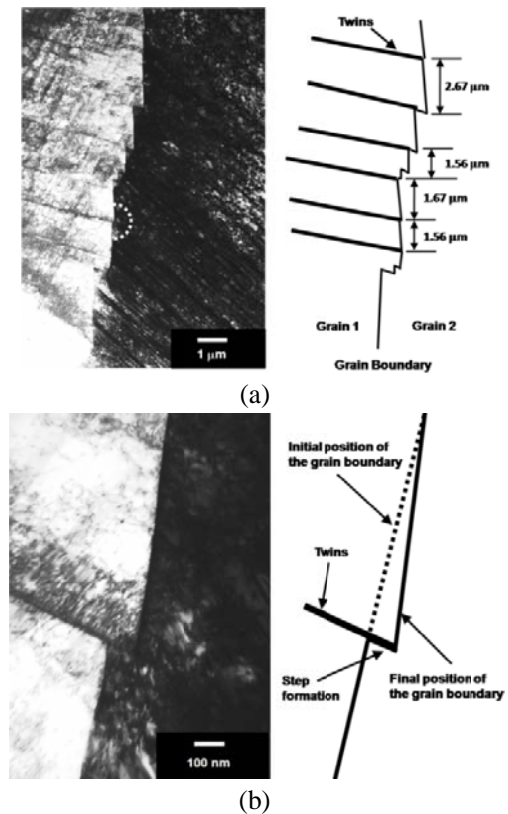 Twins
2.67 μm
1.56 μm
1.67 μm
1.56 μm
1 μm
Grain 1
Grain 2
Grain Boundary
(a)
Initial position of
the grain boundary
Twins
Step
formation
Final position of
the grain boundary
100 nm
(b)